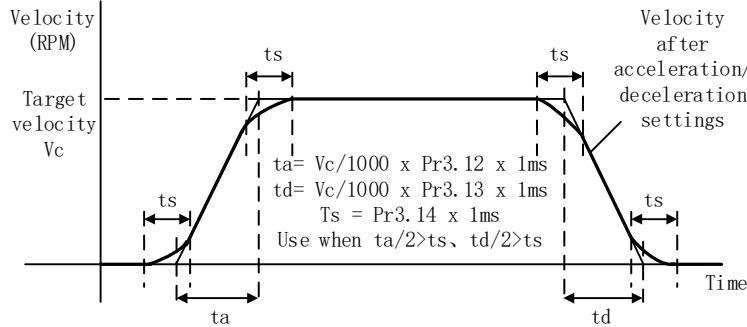 Velocity
(RPM)
ts
ts
Velocity
after
acceleration/
deceleration
settings
Target
velocity
Vc
ta= Vc/1000 x Pr3.12 x 1ms
td= Vc/1000 x Pr3.13 x 1ms
Ts = Pr3.14 x 1ms
Use when ta/2>ts、td/2>ts
ts
ts
Time
ta
td